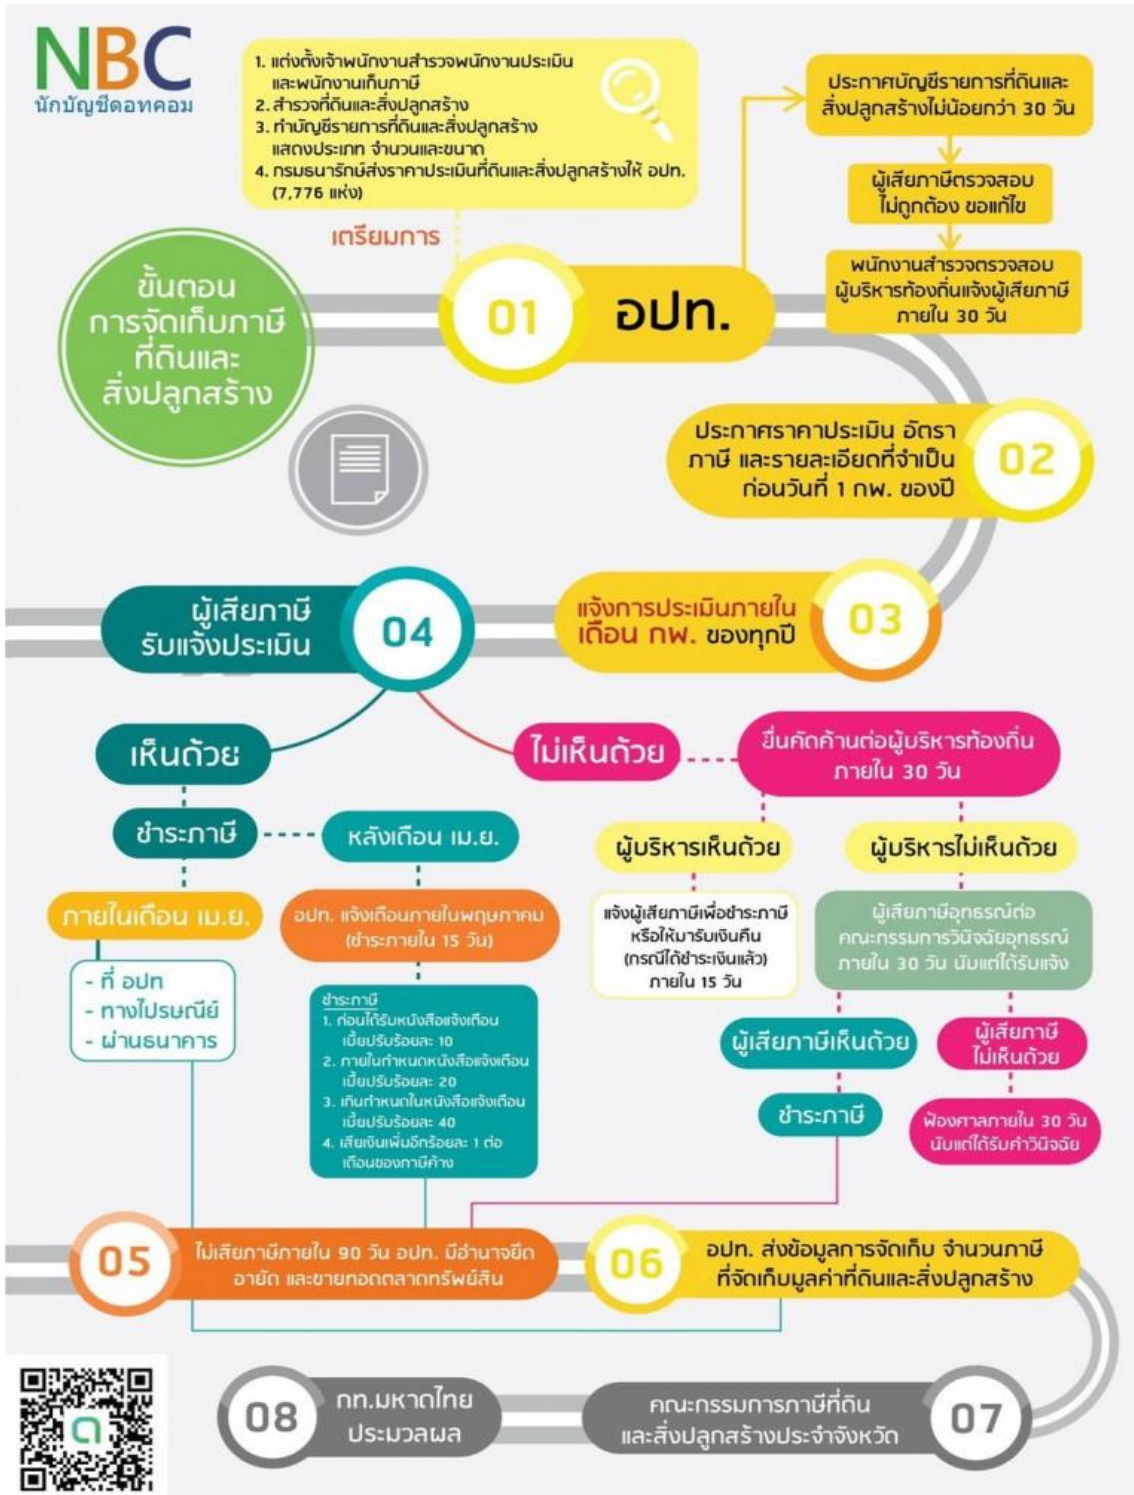 NBC
นักบัญชีดอทคอม
1. แต่งตั้งเจ้าพนักงานสำรวจพนักงานประเมิน
และพนักงานเก็บภาษี
2. สำรวจที่ดินและสิ่งปลูกสร้าง
3. ทำบัญชีรายการที่ดินและสิ่งปลูกสร้าง
แสดงประเภท จำนวนและขนาด
4. กรมธนารักษ์ส่งราคาประเมินที่ดินและสิ่งปลูกสร้างให้ อปท.
(7,776 แห่ง)
เตรียมการ
ประกาศบัญชีรายการที่ดินและ
สิ่งปลูกสร้างไม่น้อยกว่า 30 วัน
ผู้เสียภาษีตรวจสอบ
ไม่ถูกต้อง ขอแก้ไข
พนักงานสำรวจตรวจสอบ
ผู้บริหารท้องถิ่นแจ้งผู้เสียภาษี
ภายใน 30 วัน
ขั้นตอน
การจัดเก็บภาษี
ที่ดินและ
สิ่งปลูกสร้าง
01
อปท.
ประกาศราคาประเมิน อัตรา
ภาษี และรายละเอียดที่จำเป็น
ก่อนวันที่ 1 กพ. ของปี
02
แจ้งการประเมินภายใน
เดือน กพ. ของทุกปี
03
ผู้เสียภาษี
รับแจ้งประเมิน
04
เห็นด้วย
ไม่เห็นด้วย
ยื่นคัดค้านต่อผู้บริหารท้องถิ่น
ภายใน 30 วัน
ชำระภาษี
หลังเดือน เม.ย.
ผู้บริหารเห็นด้วย
ผู้บริหารไม่เห็นด้วย
ภายในเดือน เม.ย.
- ที่ อปท
- ทางไปรษณีย์
- ผ่านธนาคาร
อปท. แจ้งเตือนภายในพฤษภาคม
(ชำระภายใน 15 วัน)
ชำระภาษี
1. ก่อนได้รับหนังสือแจ้งเตือน
เบี้ยปรับร้อยละ 10
2. ภายในกำหนดหนังสือแจ้งเตือน
เบี้ยปรับร้อยละ 20
3. เกินกำหนดในหนังสือแจ้งเตือน
เบี้ยปรับร้อยละ 40
4. เสียเงินเพิ่มอีกร้อยละ 1 ต่อ
เดือนของภาษีค้าง
แจ้งผู้เสียภาษีเพื่อชำระภาษี
หรือให้มารับเงินคืน
(กรณีได้ชำระเงินแล้ว)
ภายใน 15 วัน
ผู้เสียภาษีอุทธรณ์ต่อ
คณะกรรมการวินิจฉัยอุทธรณ์
ภายใน 30 วัน นับแต่ได้รับแจ้ง
ผู้เสียภาษีเห็นด้วย
ผู้เสียภาษี
ไม่เห็นด้วย
ชำระภาษี
ฟ้องศาลภายใน 30 วัน
นับแต่ได้รับคำวินิจฉัย
05
ไม่เสียภาษีภายใน 90 วัน อปท. มีอำนาจยึด
อายัด และขายทอดตลาดทรัพย์สิน
06
อปท. ส่งข้อมูลการจัดเก็บ จำนวนภาษี
ที่จัดเก็บมูลค่าที่ดินและสิ่งปลูกสร้าง
08
กท.มหาดไทย
ประมวลผล
คณะกรรมการภาษีที่ดิน
และสิ่งปลูกสร้างประจำจังหวัด
07